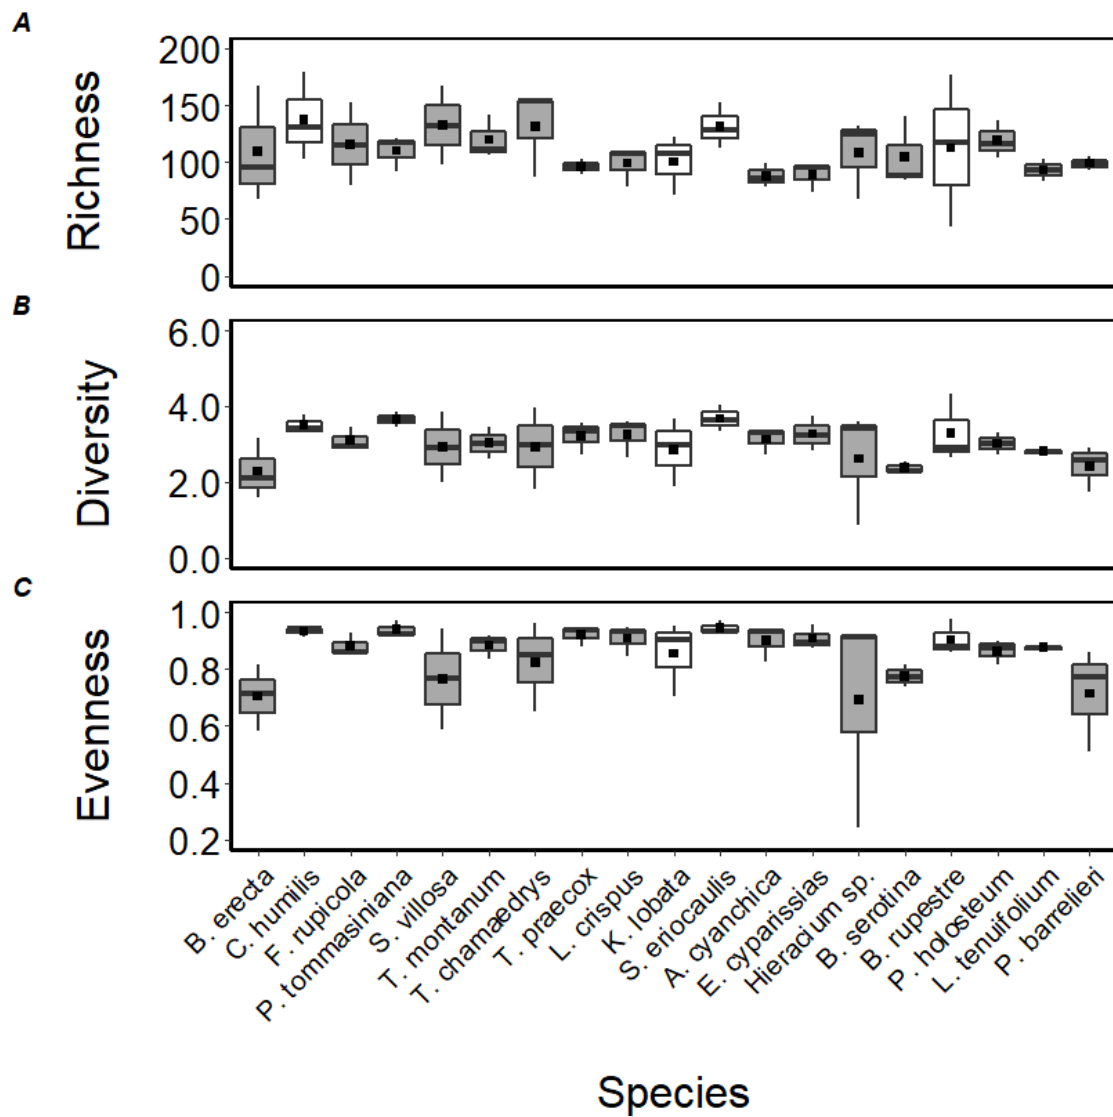 A
Richness
200
150
100
50
0
B
Diversity
6.0
4.0
2.0
0.0
C
Evenness
1.0
0.8
0.6
0.4
0.2
B. erecta
C. humilis
F. rupicola
P. tommasiniana
S. villosa
T. montanum
T. chamaedrys
T. praecox
L. crispus
K. lobata
S. eriocaulis
A. cyanchica
E. cyparissias
Hieracium sp.
B. serotina
B. rupestre
P. holosteum
L. tenuifolium
P. barrelieri
Species